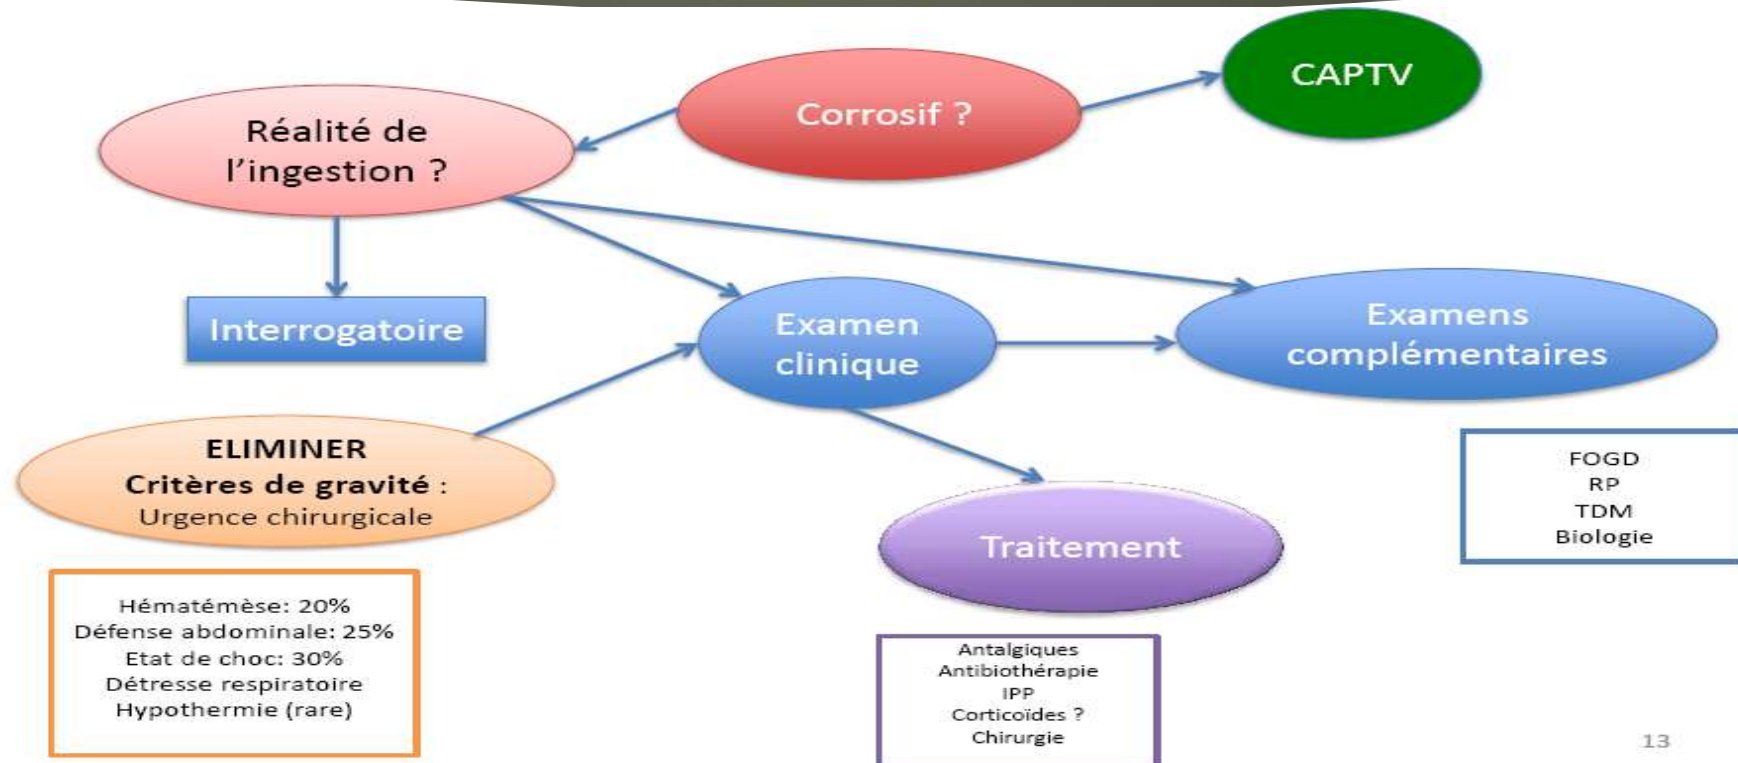 CAPTV
Corrosif ?
Réalité de
l'ingestion ?
Interrogatoire
Examen
clinique
Examens
complémentaires
ELIMINER
Critères de gravité :
Urgence chirurgicale
FOGD
RP
TDM
Biologie
Traitement
Hématémèse: 20%
Défense abdominale: 25%
Etat de choc: 30%
Détresse respiratoire
Hypothermie (rare)
Antalgiques
Antibiothérapie
IPP
Corticoïdes ?
Chirurgie
13